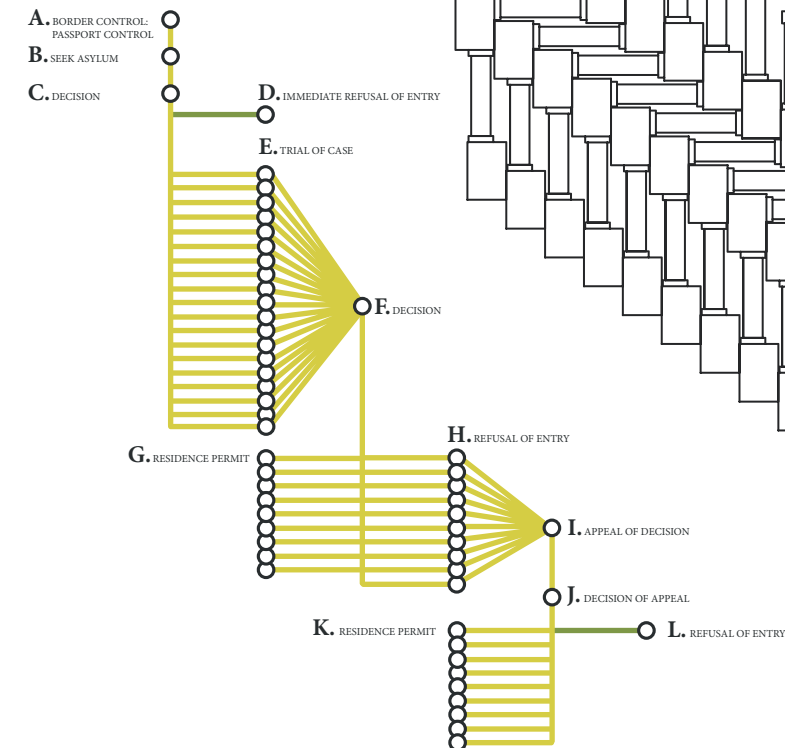 A. BORDER CONTROL:
PASSPORT CONTROL
B. SEEK ASYLUM
C. DECISION
D. IMMEDIATE REFUSAL OF ENTRY
E. TRIAL OF CASE
F. DECISION
G. RESIDENCE PERMIT
H. REFUSAL OF ENTRY
I. APPEAL OF DECISION
J. DECISION OF APPEAL
K. RESIDENCE PERMIT
L. REFUSAL OF ENTRY